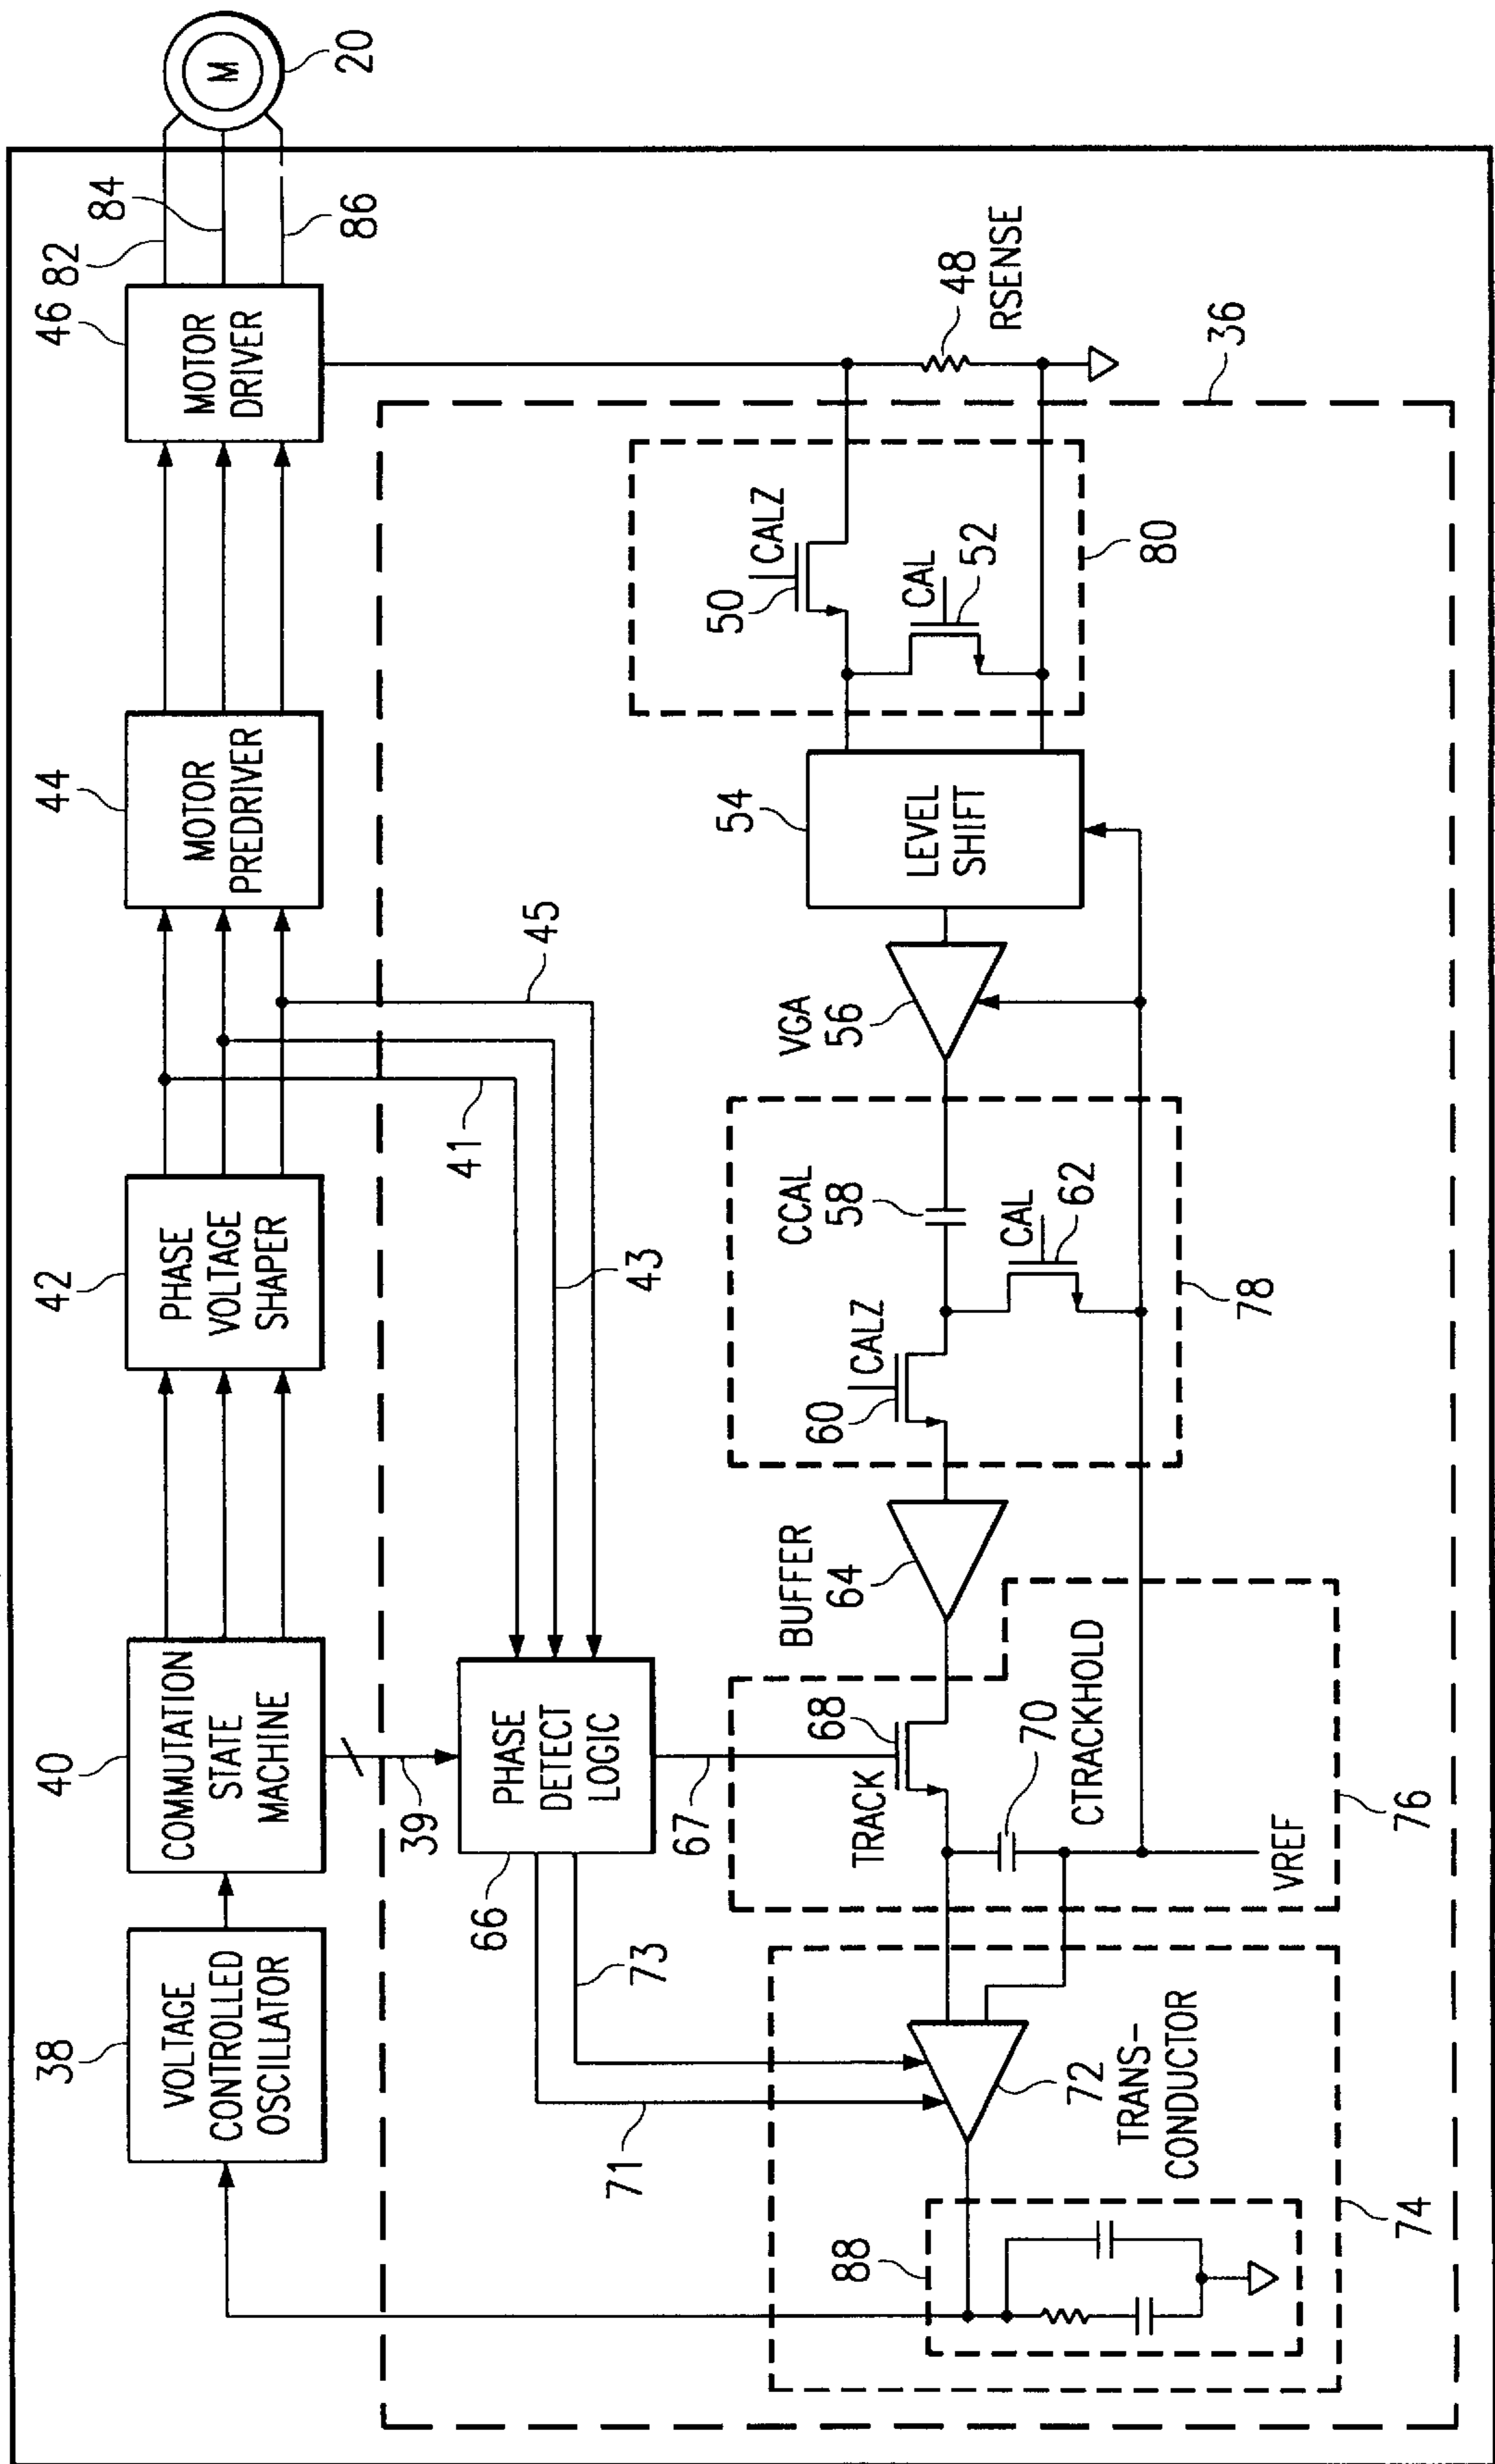 38
VOLTAGE
CONTROLLED
OSCILLATOR
40
COMMUTATION
STATE
MACHINE
42
PHASE
VOLTAGE
SHAPER
44
MOTOR
PREDRIVER
46
MOTOR
DRIVER
82
84
86
M
20
39
41
43
45
66
PHASE
DETECT
LOGIC
71
73
67
88
72
TRANS-
CONDUCTOR
74
TRACK
68
70
CTRACKHOLD
VREF
76
BUFFER
64
60
CALZ
CCAL
58
CAL
62
78
VGA
56
54
LEVEL
SHIFT
50
CALZ
CAL
52
80
48
RSENSE
36